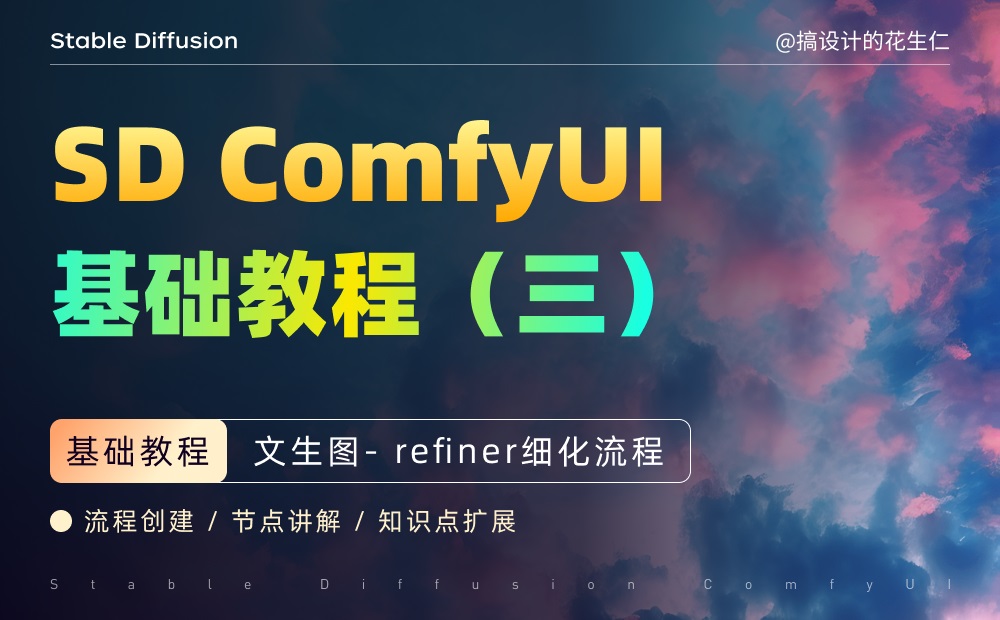 Stable Diffusion
@搞设计的花生仁
SD ComfyUI
基础教程（三）
基础教程 文生图- refiner细化流程
流程创建 / 节点讲解 / 知识点扩展
Stable Diffusion ComfyUI